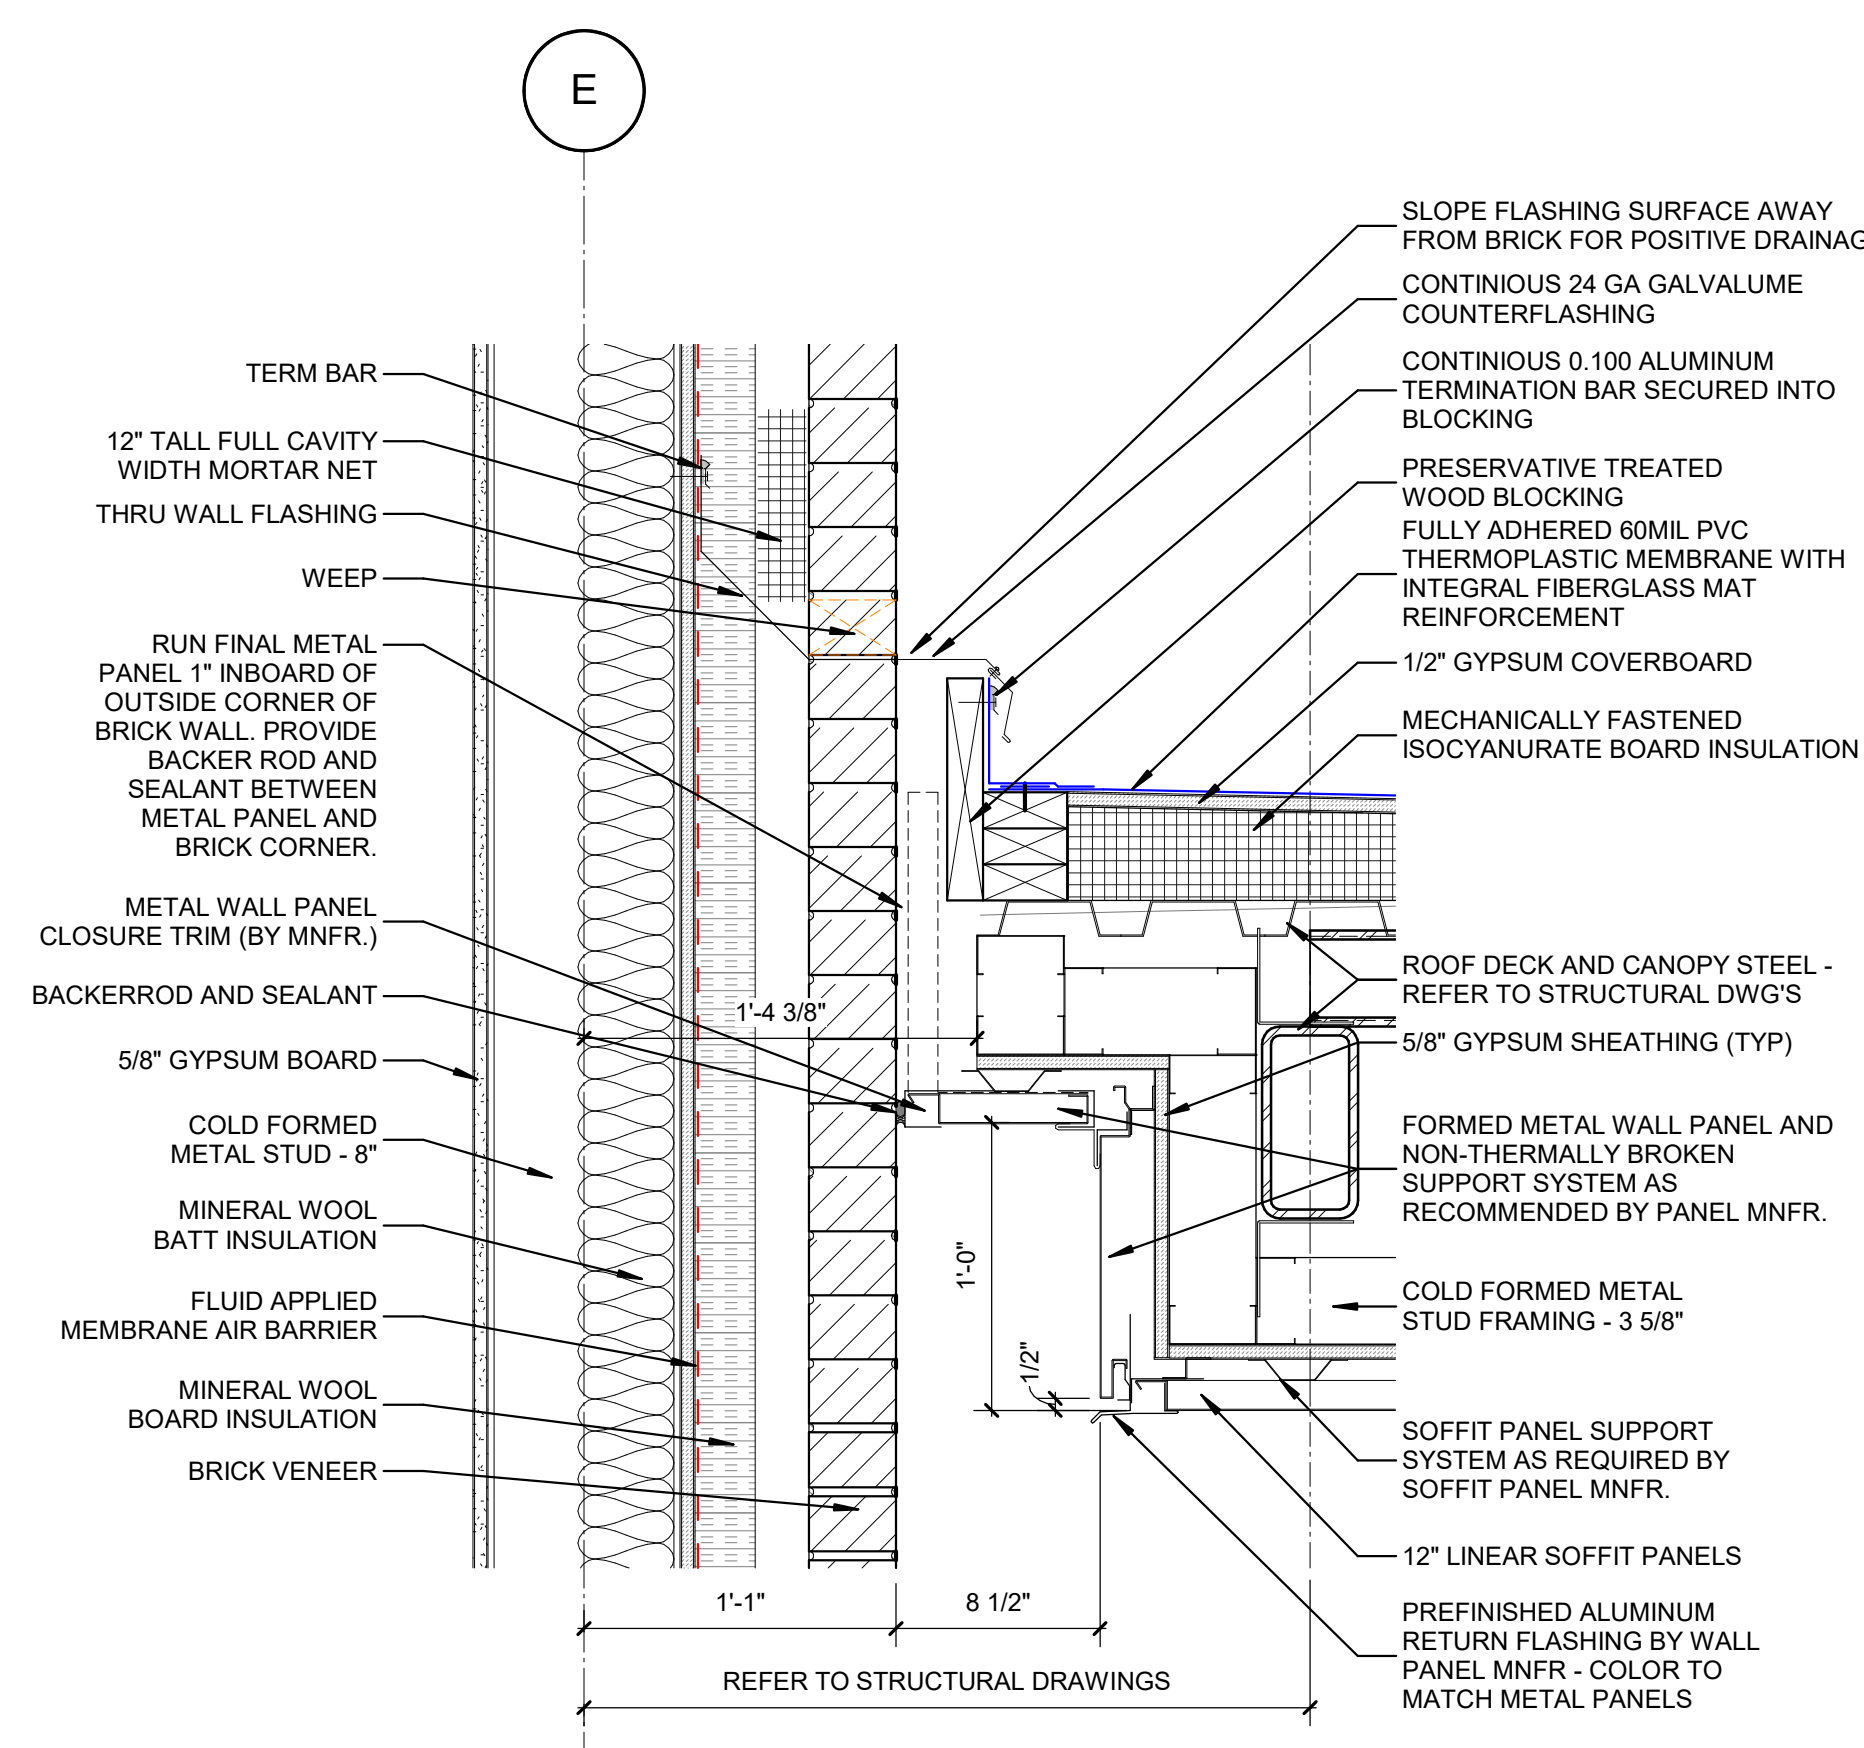 E
TERM BAR
12" TALL FULL CAVITY
WIDTH MORTAR NET
THRU WALL FLASHING
WEEP
RUN FINAL METAL
PANEL 1" INBOARD OF
OUTSIDE CORNER OF
BRICK WALL. PROVIDE
BACKER ROD AND
SEALANT BETWEEN
METAL PANEL AND
BRICK CORNER.
METAL WALL PANEL
CLOSURE TRIM (BY MNFR.)
BACKERROD AND SEALANT
5/8" GYPSUM BOARD
COLD FORMED
METAL STUD - 8"
MINERAL WOOL
BATT INSULATION
FLUID APPLIED
MEMBRANE AIR BARRIER
MINERAL WOOL
BOARD INSULATION
BRICK VENEER
1'-4 3/8"
1'-0"
1/2"
1'-1"
8 1/2"
REFER TO STRUCTURAL DRAWINGS
SLOPE FLASHING SURFACE AWAY
FROM BRICK FOR POSITIVE DRAINAG
CONTINIOUS 24 GA GALVALUME
COUNTERFLASHING
CONTINIOUS 0.100 ALUMINUM
TERMINATION BAR SECURED INTO
BLOCKING
PRESERVATIVE TREATED
WOOD BLOCKING
FULLY ADHERED 60MIL PVC
THERMOPLASTIC MEMBRANE WITH
INTEGRAL FIBERGLASS MAT
REINFORCEMENT
1/2" GYPSUM COVERBOARD
MECHANICALLY FASTENED
ISOCYANURATE BOARD INSULATION
ROOF DECK AND CANOPY STEEL -
REFER TO STRUCTURAL DWG'S
5/8" GYPSUM SHEATHING (TYP)
FORMED METAL WALL PANEL AND
NON-THERMALLY BROKEN
SUPPORT SYSTEM AS
RECOMMENDED BY PANEL MNFR.
COLD FORMED METAL
STUD FRAMING - 3 5/8"
SOFFIT PANEL SUPPORT
SYSTEM AS REQUIRED BY
SOFFIT PANEL MNFR.
12" LINEAR SOFFIT PANELS
PREFINISHED ALUMINUM
RETURN FLASHING BY WALL
PANEL MNFR - COLOR TO
MATCH METAL PANELS